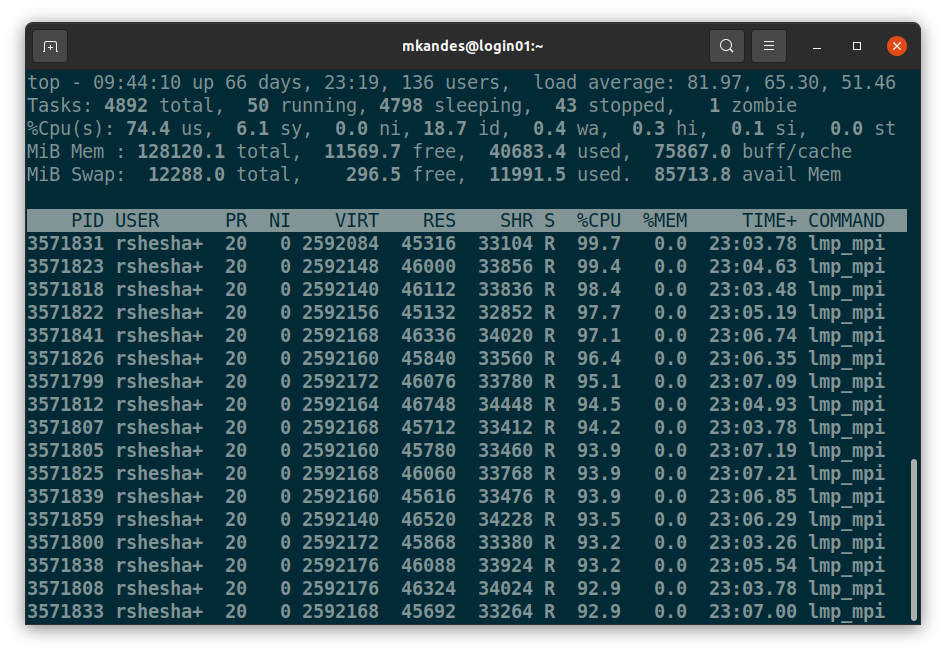 mkandes@login01:~
top - 09:44:10 up 66 days, 23:19, 136 users,  load average: 81.97, 65.30, 51.46
Tasks: 4892 total,  50 running, 4798 sleeping,  43 stopped,   1 zombie
%Cpu(s): 74.4 us,  6.1 sy,  0.0 ni, 18.7 id,  0.4 wa,  0.3 hi,  0.1 si,  0.0 st
MiB Mem : 128120.1 total,  11569.7 free,  40683.4 used,  75867.0 buff/cache
MiB Swap:  12288.0 total,    296.5 free,  11991.5 used.  85713.8 avail Mem
    PID USER      PR  NI    VIRT    RES    SHR S  %CPU  %MEM     TIME+ COMMAND
3571831 rshesha+  20   0 2592084  45316  33104 R  99.7   0.0  23:03.78 lmp_mpi
3571823 rshesha+  20   0 2592148  46000  33856 R  99.4   0.0  23:04.63 lmp_mpi
3571818 rshesha+  20   0 2592140  46112  33836 R  98.4   0.0  23:03.48 lmp_mpi
3571822 rshesha+  20   0 2592156  45132  32852 R  97.7   0.0  23:05.19 lmp_mpi
3571841 rshesha+  20   0 2592168  46336  34020 R  97.1   0.0  23:06.74 lmp_mpi
3571826 rshesha+  20   0 2592160  45840  33560 R  96.4   0.0  23:06.35 lmp_mpi
3571799 rshesha+  20   0 2592172  46076  33780 R  95.1   0.0  23:07.09 lmp_mpi
3571812 rshesha+  20   0 2592164  46748  34448 R  94.5   0.0  23:04.93 lmp_mpi
3571807 rshesha+  20   0 2592168  45712  33412 R  94.2   0.0  23:03.78 lmp_mpi
3571805 rshesha+  20   0 2592160  45780  33460 R  93.9   0.0  23:07.19 lmp_mpi
3571825 rshesha+  20   0 2592168  46060  33768 R  93.9   0.0  23:07.21 lmp_mpi
3571839 rshesha+  20   0 2592160  45616  33476 R  93.9   0.0  23:06.85 lmp_mpi
3571859 rshesha+  20   0 2592140  46520  34228 R  93.5   0.0  23:06.29 lmp_mpi
3571800 rshesha+  20   0 2592172  45868  33380 R  93.2   0.0  23:03.26 lmp_mpi
3571838 rshesha+  20   0 2592176  46088  33924 R  93.2   0.0  23:05.54 lmp_mpi
3571808 rshesha+  20   0 2592176  46324  34024 R  92.9   0.0  23:03.78 lmp_mpi
3571833 rshesha+  20   0 2592168  45692  33264 R  92.9   0.0  23:07.00 lmp_mpi